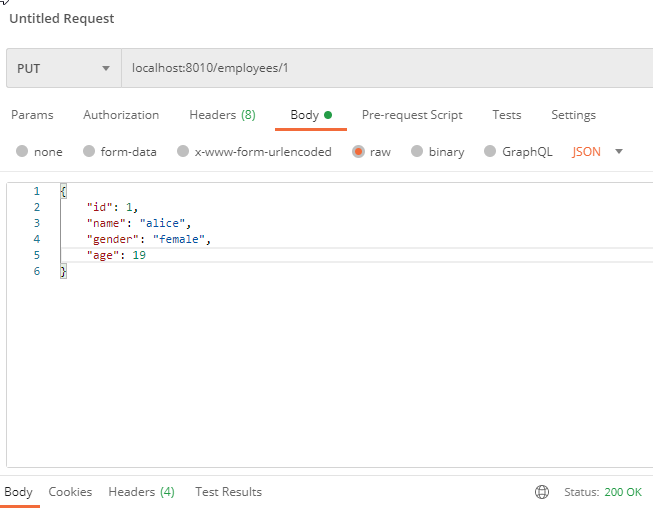 Untitled Request
PUT localhost:8010/employees/1
Params Authorization Headers (8) Body Pre-request Script Tests Settings
none form-data x-www-form-urlencoded raw binary GraphQL JSON
1 {
2 "id": 1,
3 "name": "alice",
4 "gender": "female",
5 "age": 19
6 }
Body Cookies Headers (4) Test Results Status: 200 OK